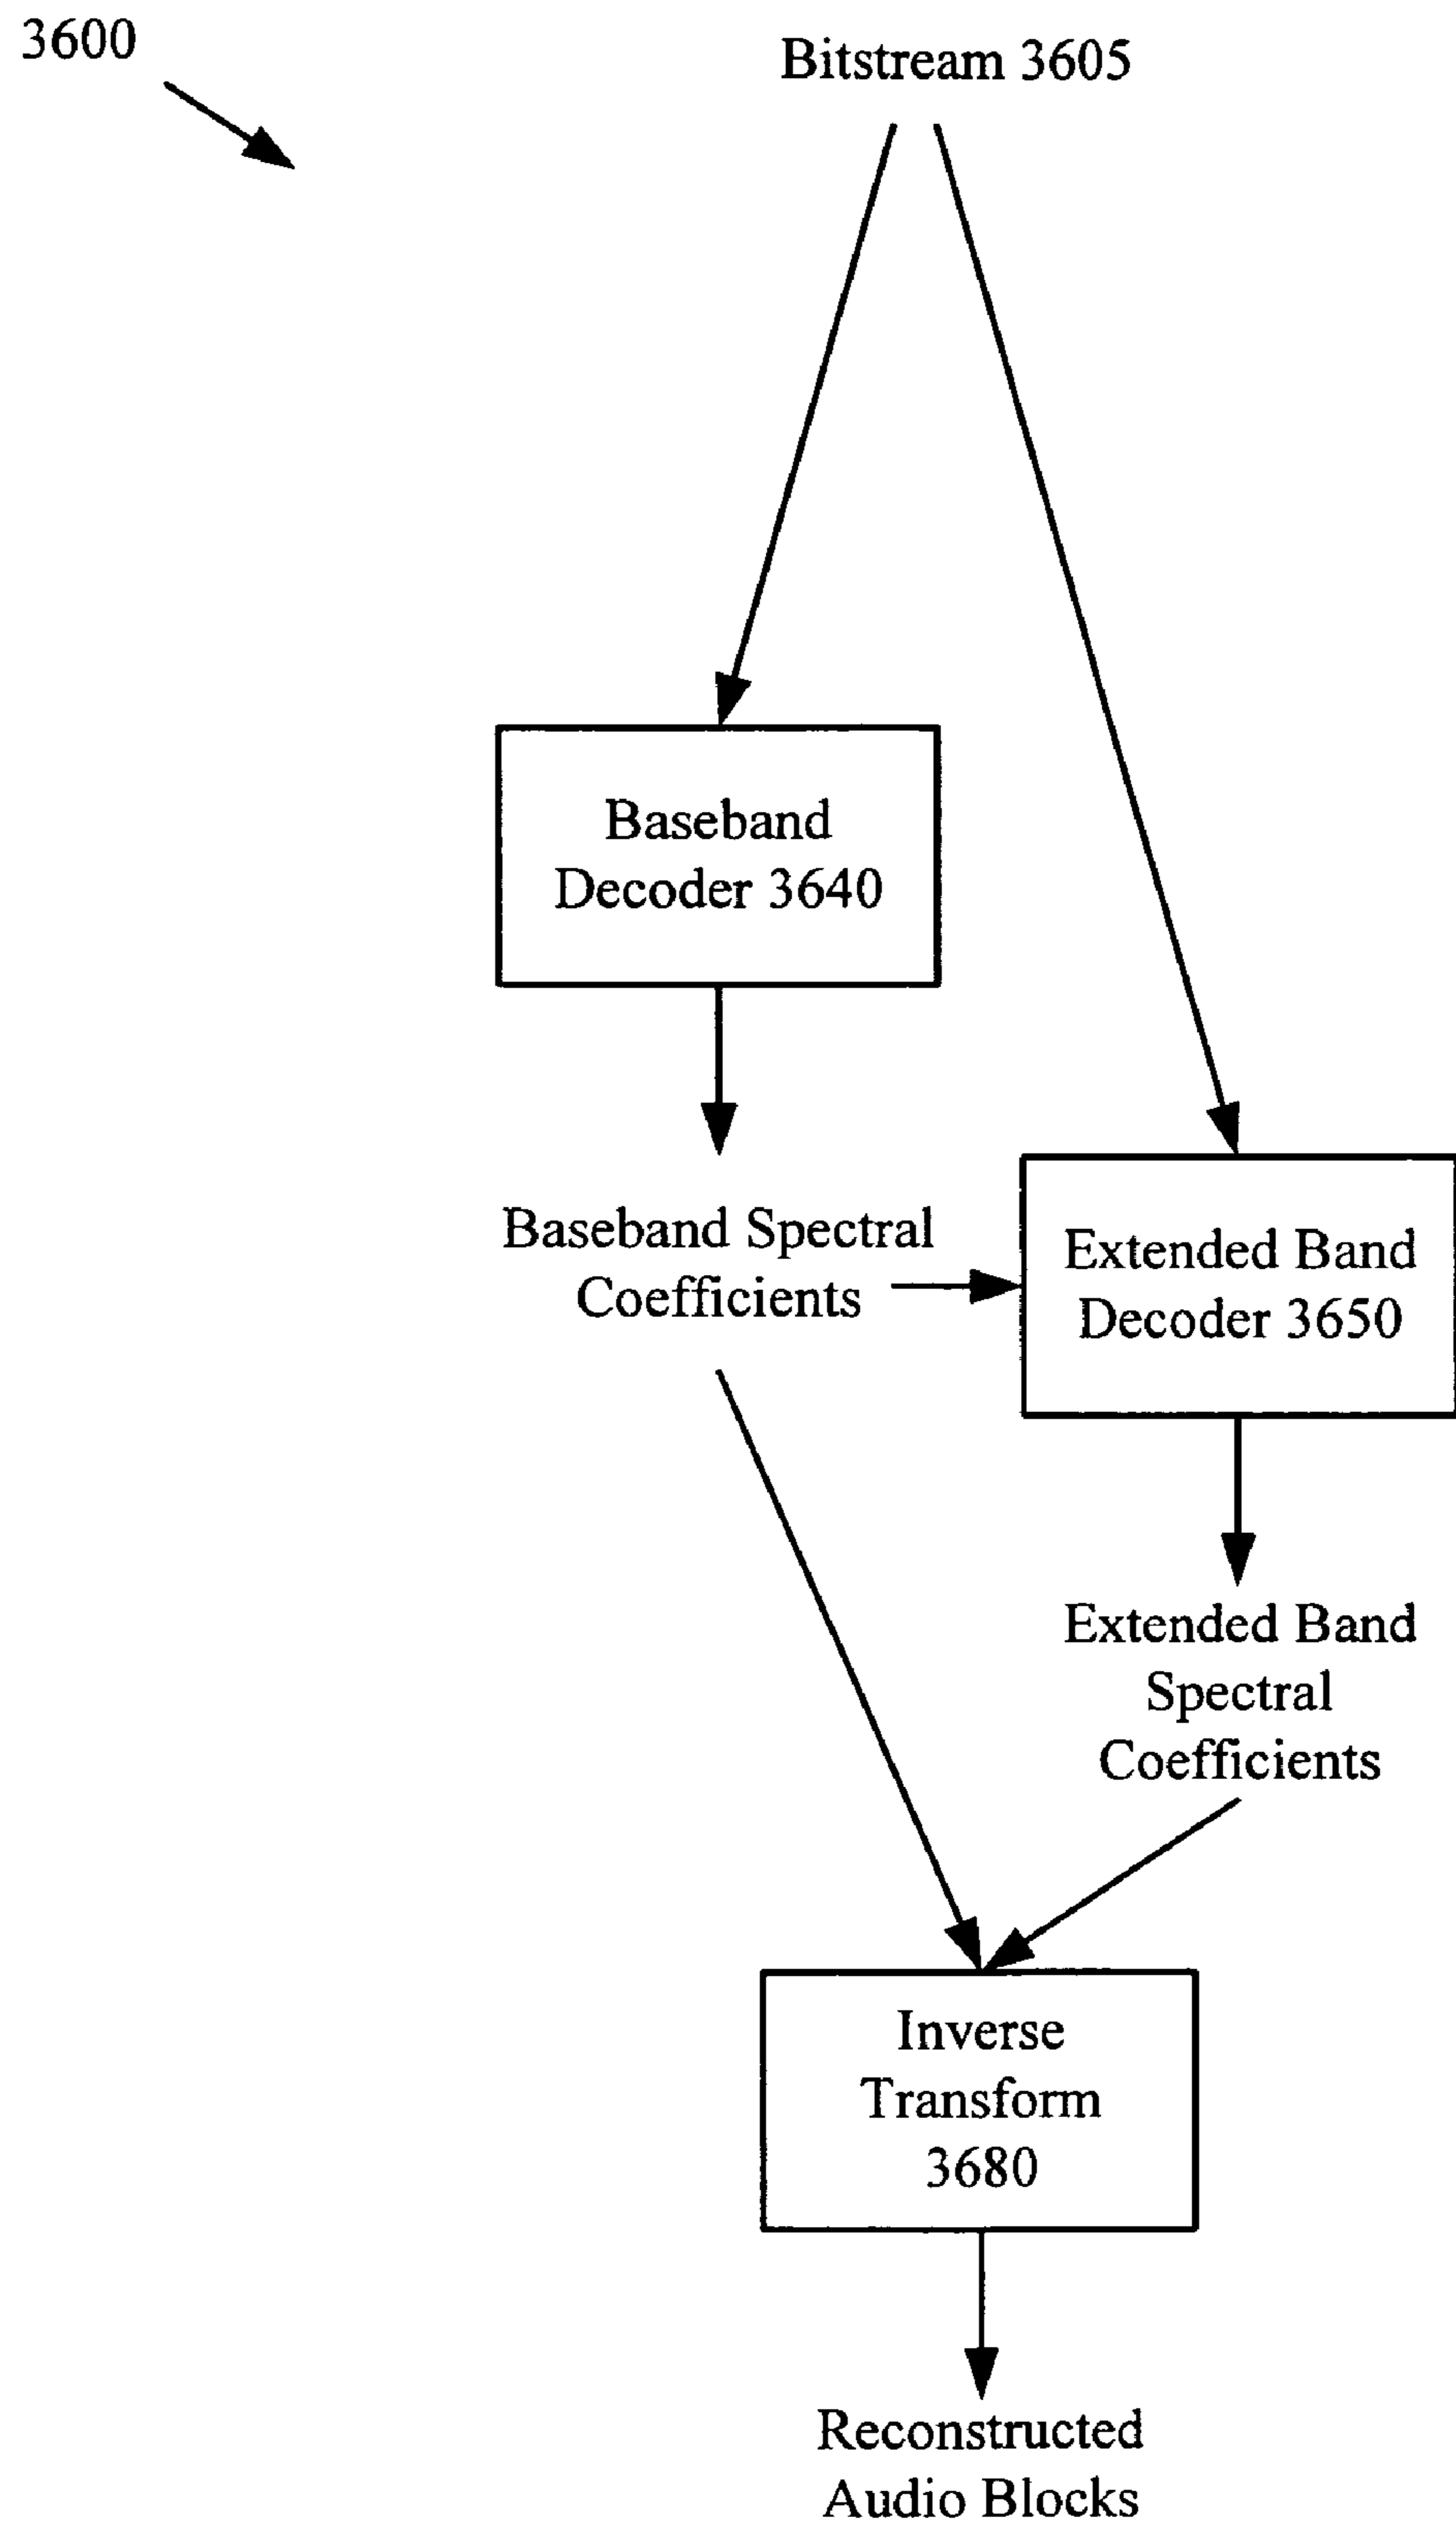 3600
Bitstream 3605
Baseband
Decoder 3640
Baseband Spectral
Coefficients
Extended Band
Decoder 3650
Extended Band
Spectral
Coefficients
Inverse
Transform
3680
Reconstructed
Audio Blocks